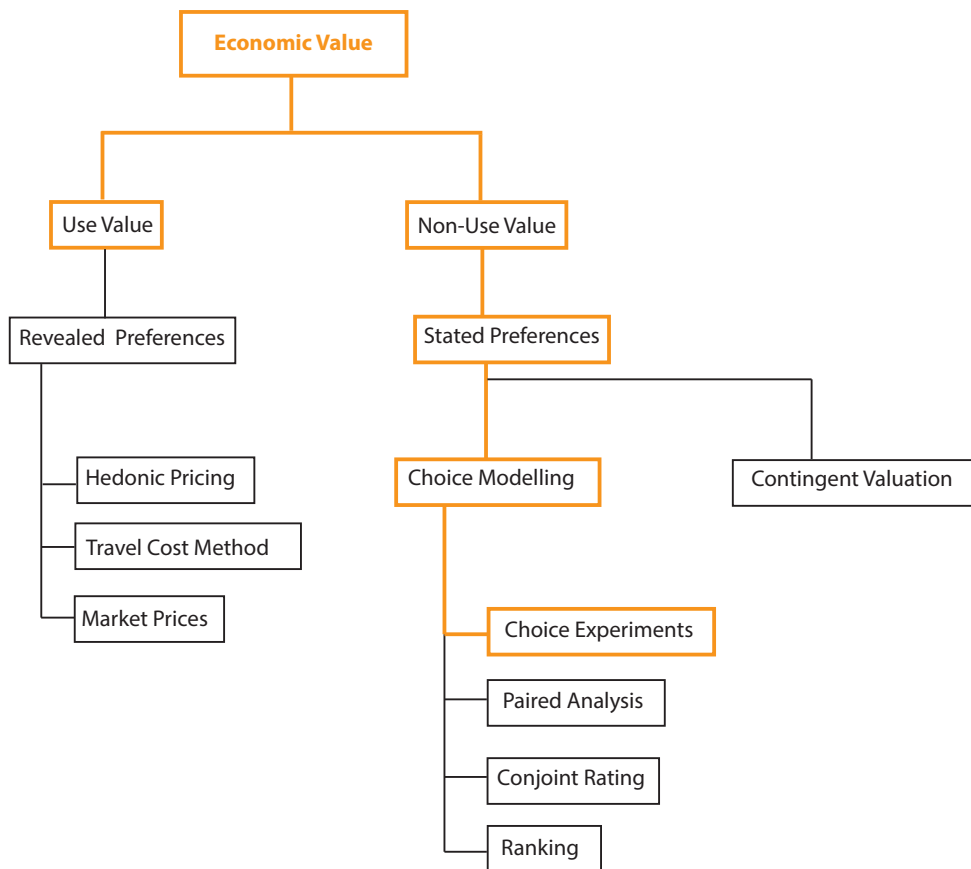 Economic Value
Use Value
Non-Use Value
Revealed Preferences
Stated Preferences
Hedonic Pricing
Choice Modelling
Contingent Valuation
Travel Cost Method
Market Prices
Choice Experiments
Paired Analysis
Conjoint Rating
Ranking